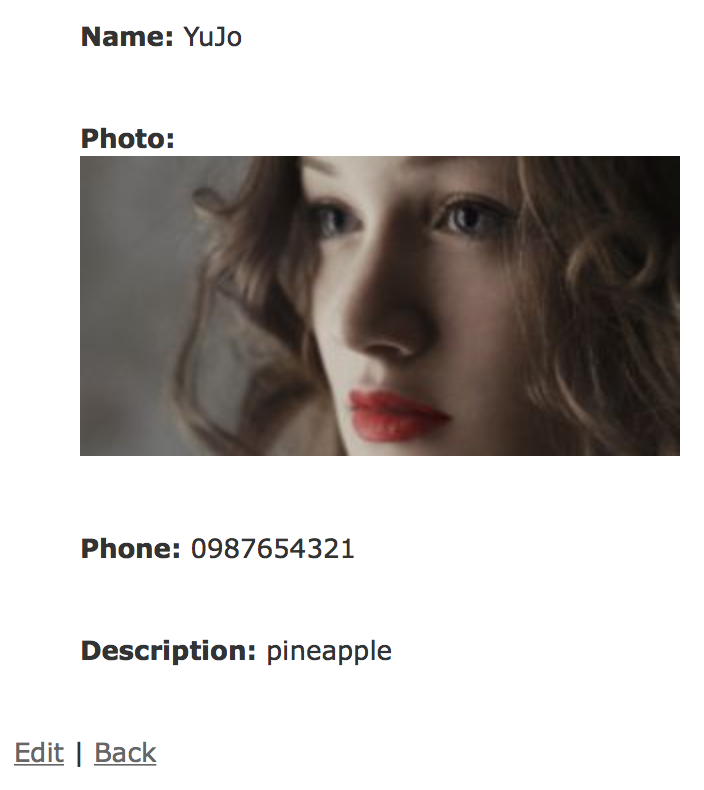 Name: YuJo
Photo:
Phone: 0987654321
Description: pineapple
Edit | Back